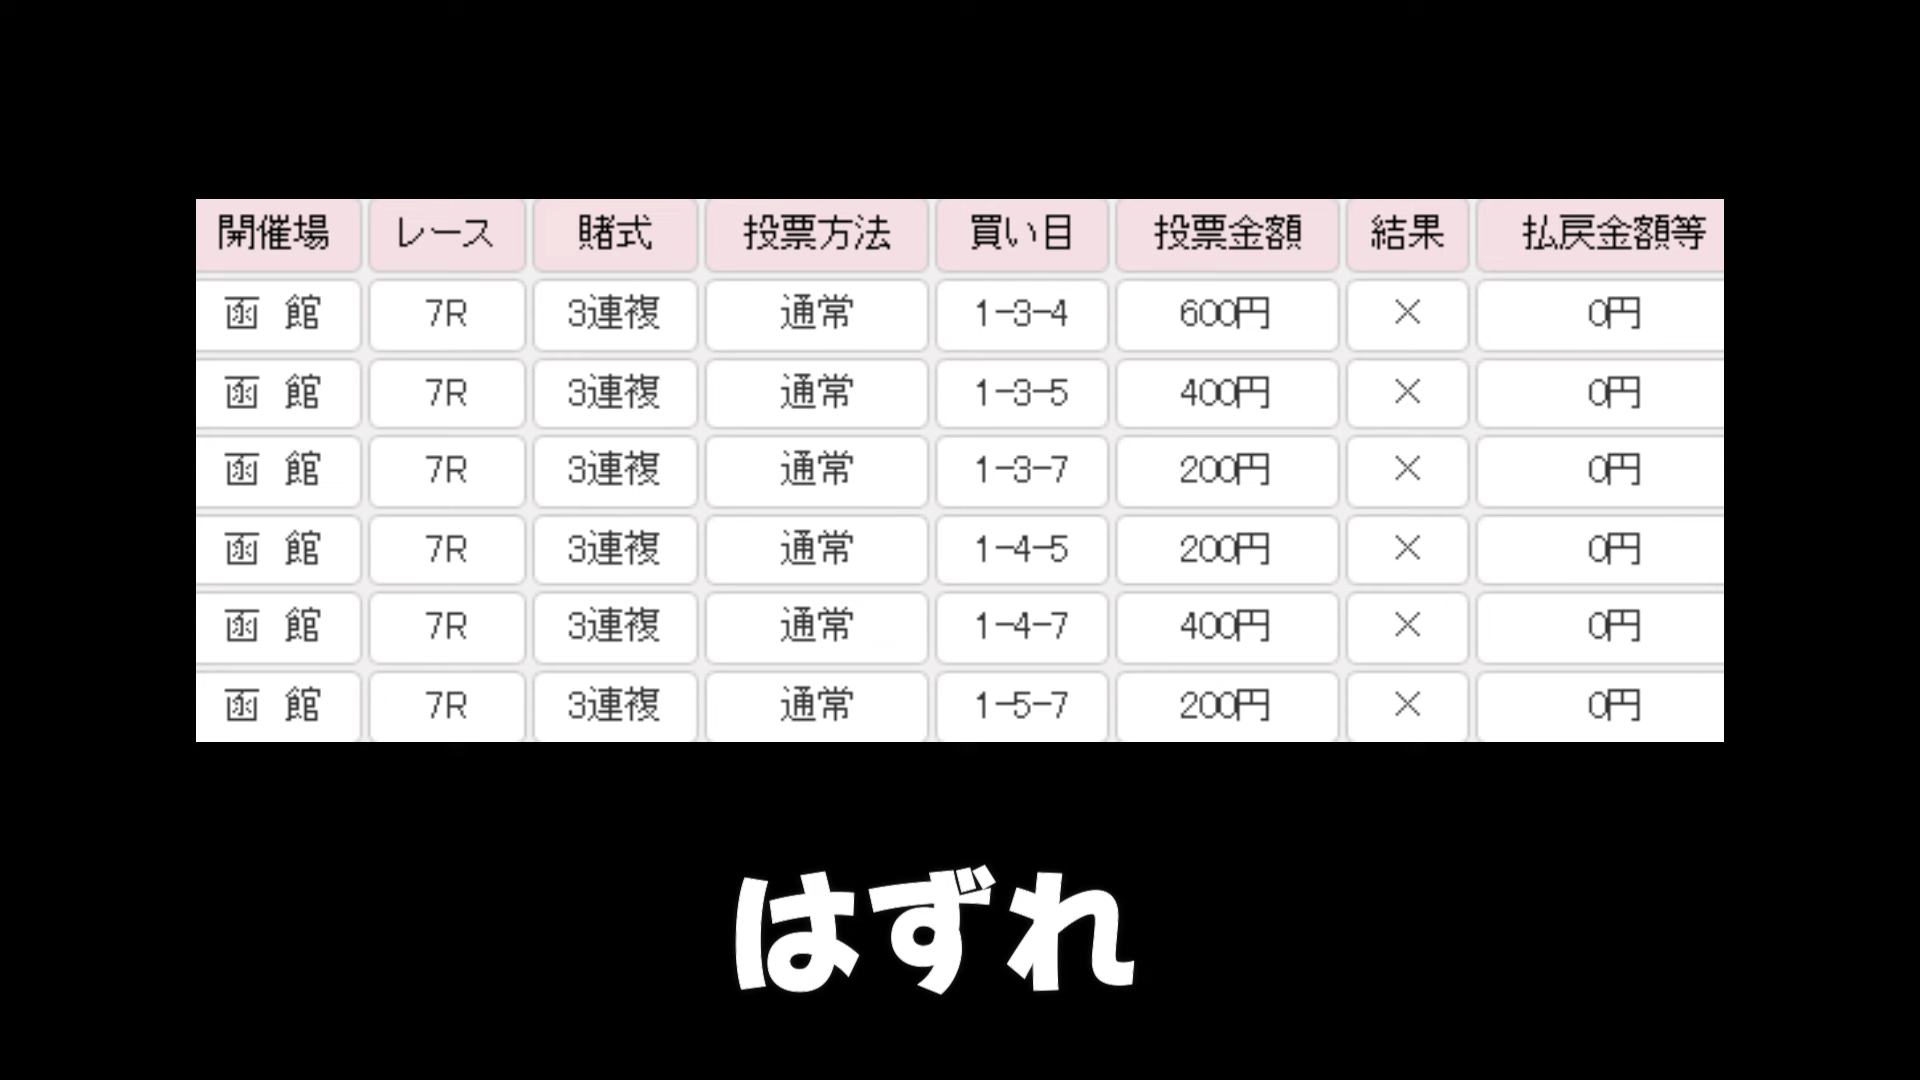 開催場 レース 賭式 投票方法 買い目 投票金額 結果 払戻金額等
函 館 7R 3連複 通常 1-3-4 600円 × 0円
函 館 7R 3連複 通常 1-3-5 400円 × 0円
函 館 7R 3連複 通常 1-3-7 200円 × 0円
函 館 7R 3連複 通常 1-4-5 200円 × 0円
函 館 7R 3連複 通常 1-4-7 400円 × 0円
函 館 7R 3連複 通常 1-5-7 200円 × 0円
はずれ